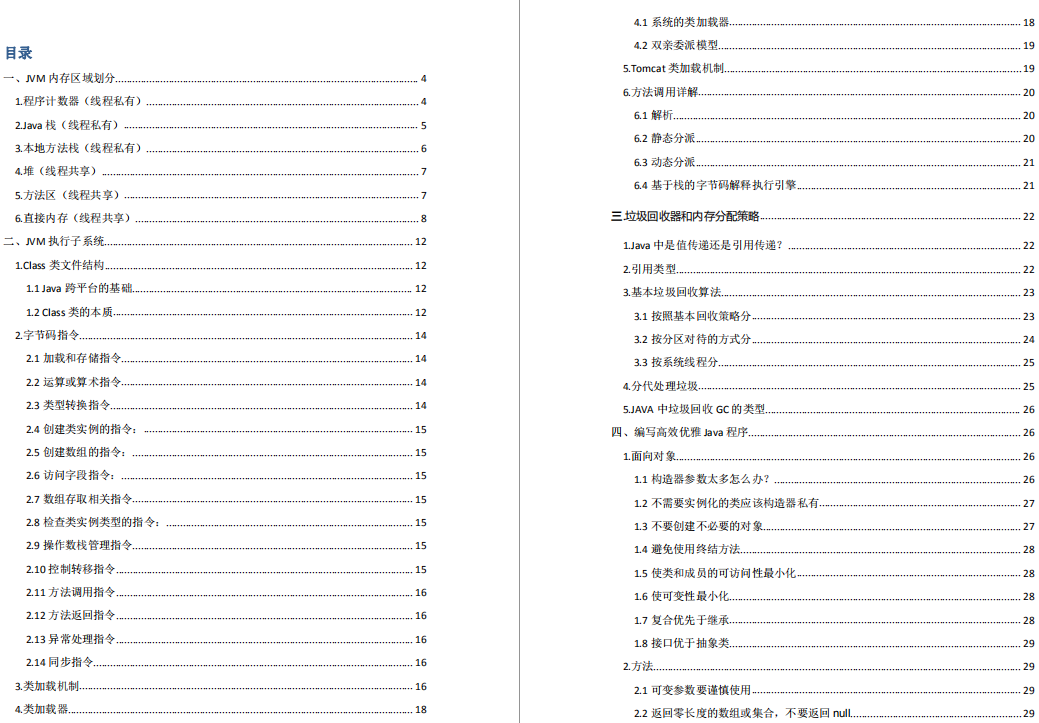 目录
一、JVM 内存区域划分 4
1.程序计数器（线程私有） 4
2.Java 栈（线程私有） 5
3.本地方法栈（线程私有） 6
4.堆（线程共享） 7
5.方法区（线程共享） 7
6.直接内存（线程共享） 8
二、JVM 执行子系统 12
1.Class 类文件结构 12
1.1 Java 跨平台的基础 12
1.2 Class 类的本质 12
2.字节码指令 14
2.1 加载和存储指令 14
2.2 运算或算术指令 14
2.3 类型转换指令 14
2.4 创建类实例的指令： 15
2.5 创建数组的指令： 15
2.6 访问字段指令： 15
2.7 数组存取相关指令 15
2.8 检查类实例类型的指令： 15
2.9 操作数栈管理指令 15
2.10 控制转移指令 15
2.11 方法调用指令 16
2.12 方法返回指令 16
2.13 异常处理指令 16
2.14 同步指令 16
3.类加载机制 16
4.类加载器 18
4.1 系统的类加载器 18
4.2 双亲委派模型 19
5.Tomcat 类加载机制 19
6.方法调用详解 20
6.1 解析 20
6.2 静态分派 20
6.3 动态分派 21
6.4 基于栈的字节码解释执行引擎 21
三.垃圾回收器和内存分配策略 22
1.Java 中是值传递还是引用传递？ 22
2.引用类型 22
3.基本垃圾回收算法 23
3.1 按照基本回收策略分 23
3.2 按分区对待的方式分 24
3.3 按系统线程分 25
4.分代处理垃圾 25
5.JAVA 中垃圾回收 GC 的类型 26
四、编写高效优雅 Java 程序 26
1.面向对象 26
1.1 构造器参数太多怎么办？ 26
1.2 不需要实例化的类应该构造器私有 27
1.3 不要创建不必要的对象 27
1.4 避免使用终结方法 28
1.5 使类和成员的可访问性最小化 28
1.6 使可变性最小化 28
1.7 复合优先于继承 28
1.8 接口优于抽象类 29
2.方法 29
2.1 可变参数要谨慎使用 29
2.2 返回零长度的数组或集合，不要返回 null 29